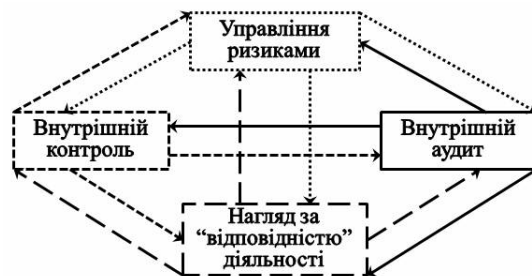 Управління
ризиками
Внутрішній
контроль
Внутрішній
аудит
Нагляд за
“відповідністю”
діяльності